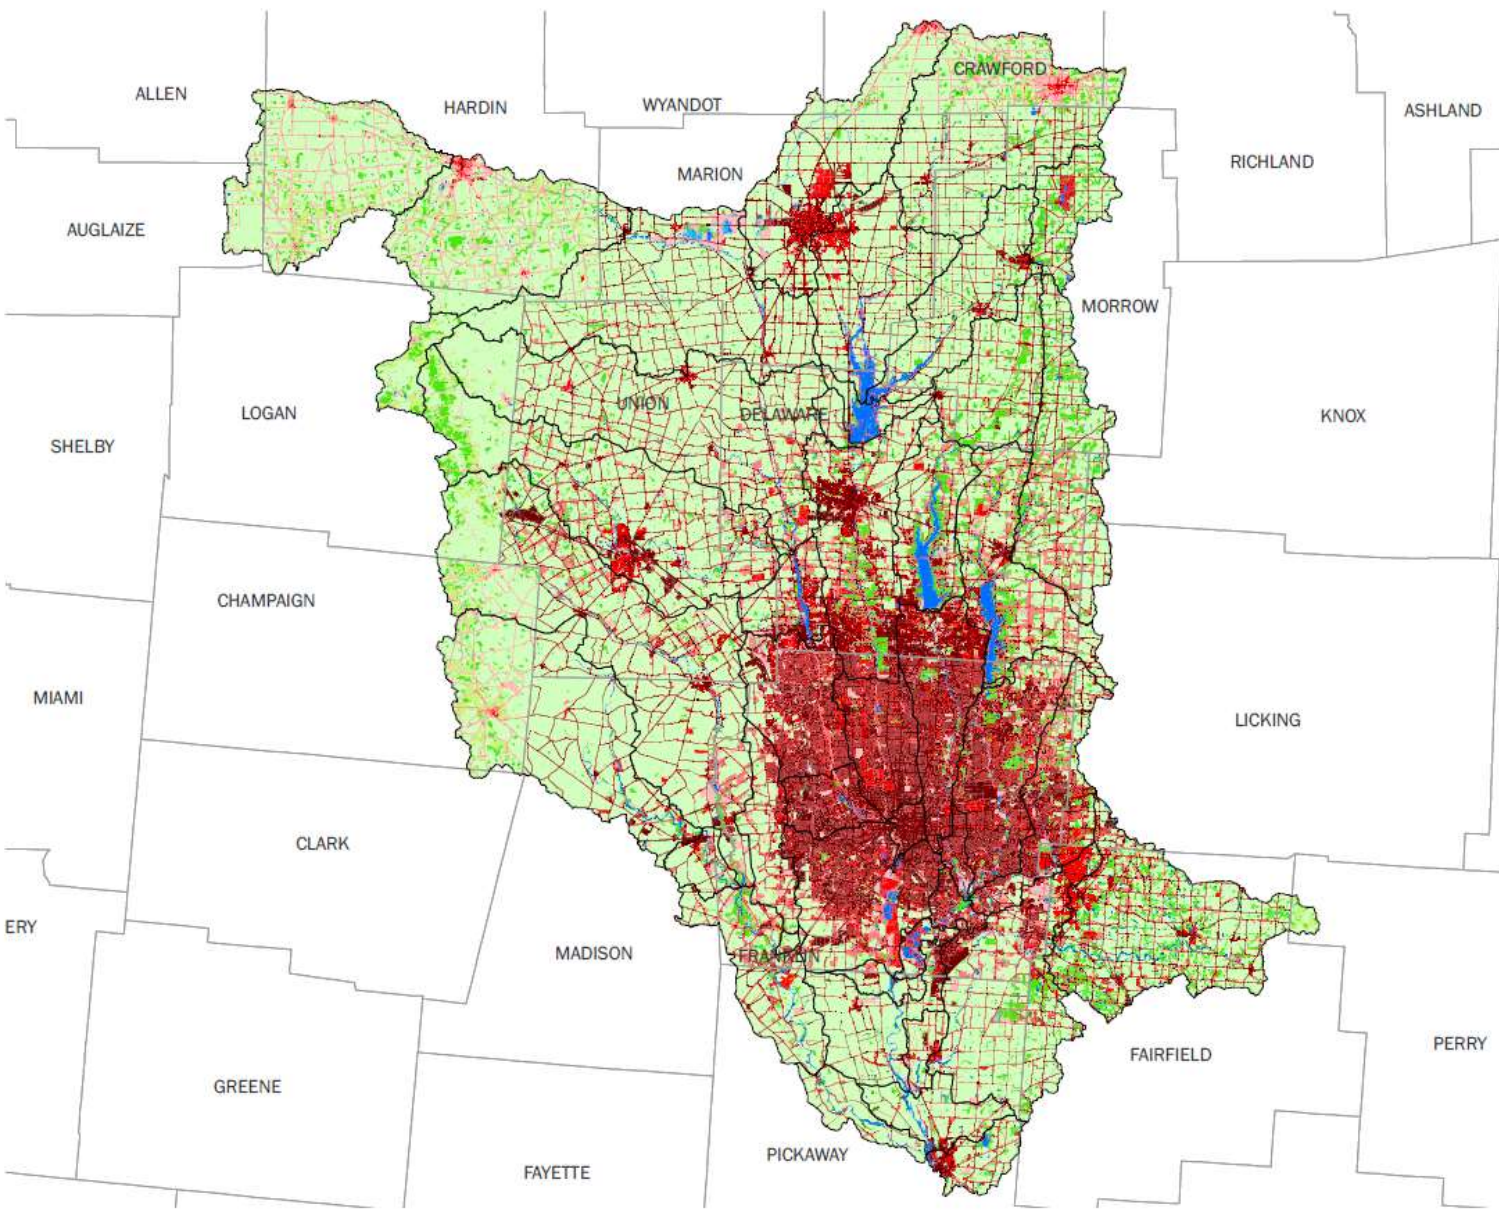 CRAWFORD
ALLEN
HARDIN
WYANDOT
ASHLAND
RICHLAND
MARION
AUGLAIZE
MORROW
LOGAN
UNION
DELAWARE
KNOX
SHELBY
CHAMPAIGN
MIAMI
LICKING
CLARK
ERY
MADISON
FRANKLIN
PERRY
FAIRFIELD
GREENE
PICKAWAY
FAYETTE